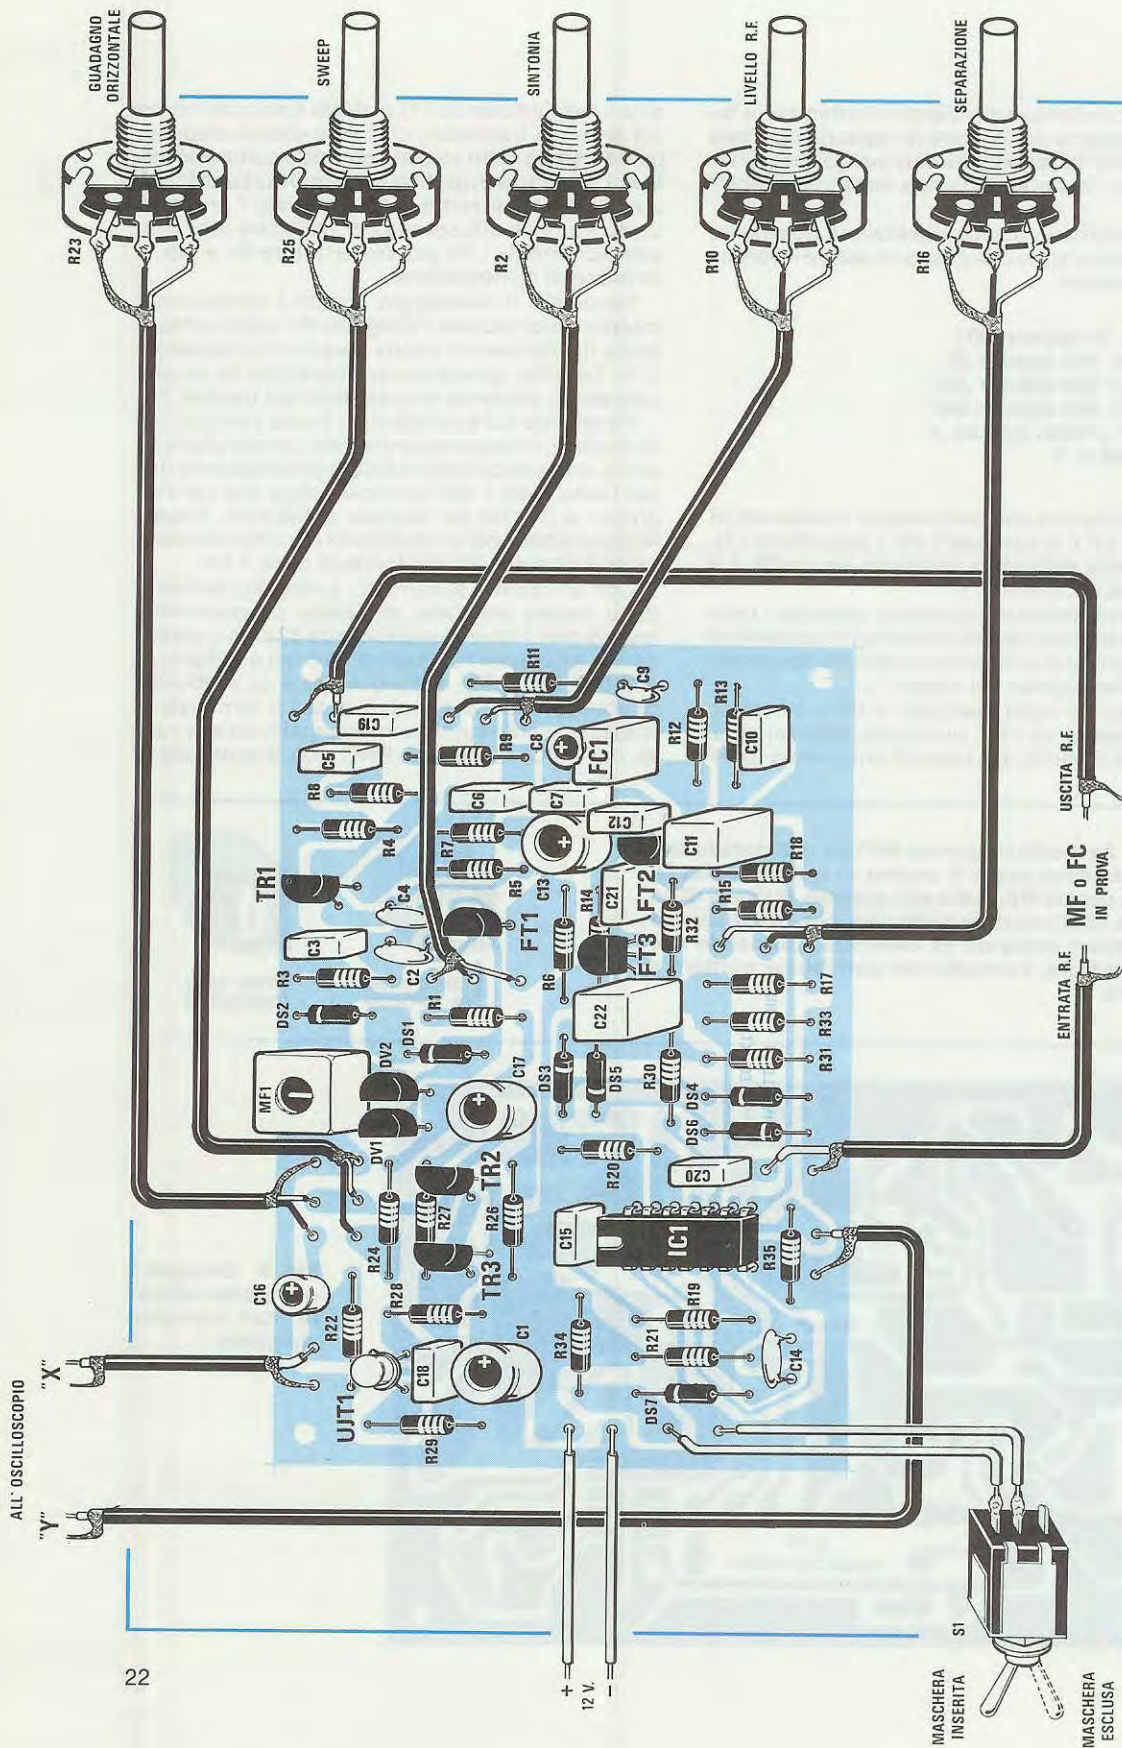 ALL' OSCILLOSCOPIO
"Y"
"X"
GUADAGNO
ORIZZONTALE
SWEEP
SINTONIA
LIVELLO R.F.
SEPARAZIONE
R23
R25
R2
R10
R16
C16
R22
UJT1
R29
C18
C1
R28
TR3
R24
R27
R26
TR2
DV1
DV2
MF1
C17
DS1
DS2
R3
R1
C3
C2
C4
TR1
FT1
R4
R8
C5
C19
R5
R7
C6
R9
C8
R11
C13
C7
C12
FC1
C9
R12
R13
C10
C11
FT2
C21
R14
R6
FT3
R32
R15
R18
C22
DS3
DS5
R30
R17
R33
R31
DS4
DS6
R20
C20
C15
IC1
R35
R34
R19
R21
DS7
C14
+
12 V.
–
S1
MASCHERA
INSERITA
MASCHERA
ESCLUSA
ENTRATA R.F.
MF o FC
IN PROVA
USCITA R.F.
22